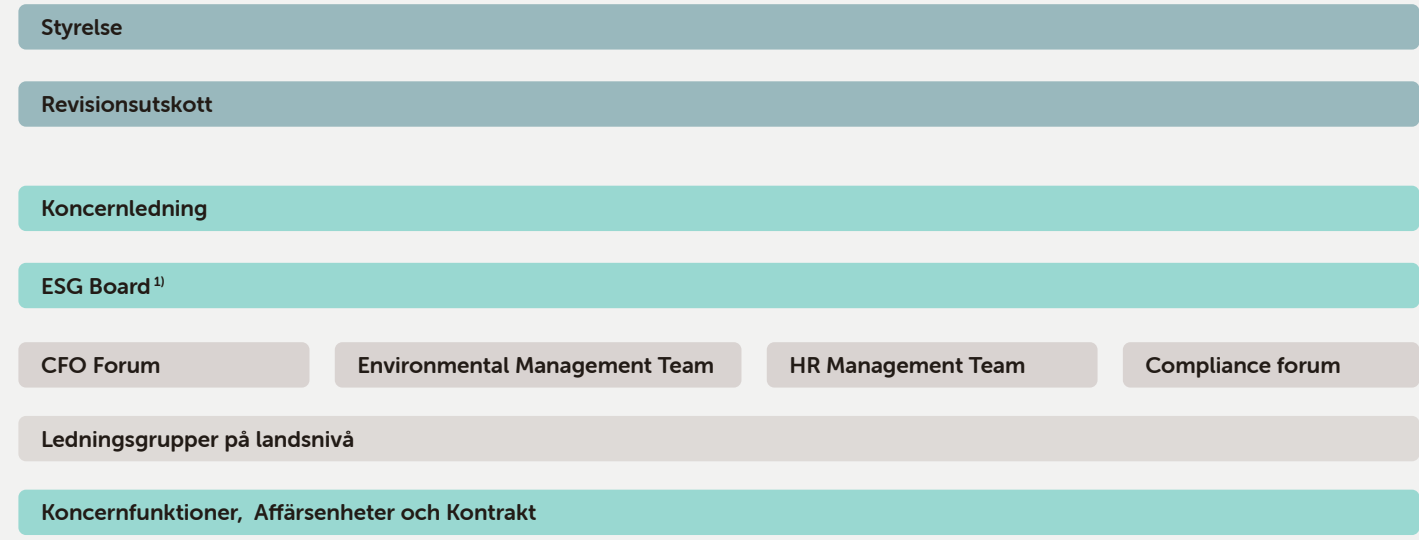 Styrelse
Revisionsutskott
Koncernledning
ESG Board 1)
CFO Forum
Environmental Management Team
HR Management Team
Compliance forum
Ledningsgrupper på landsnivå
Koncernfunktioner, Affärsenheter och Kontrakt